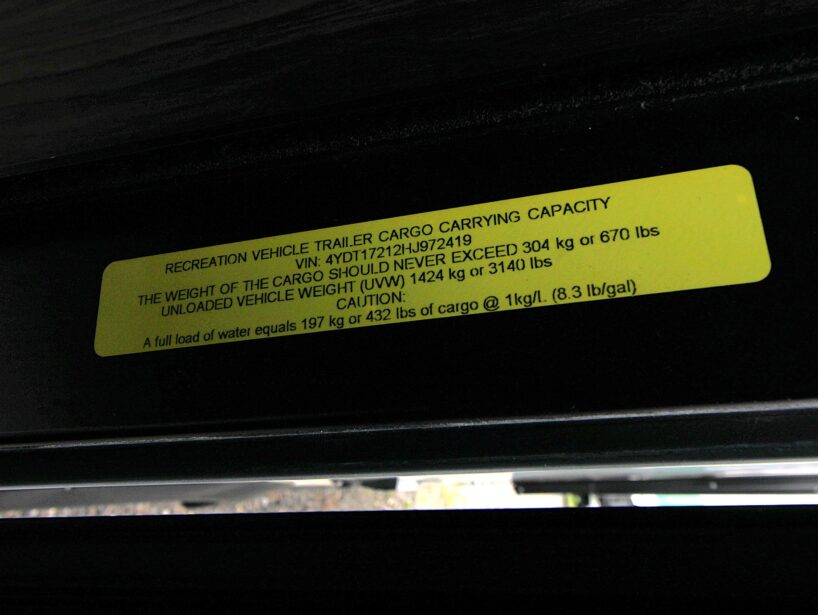 RECREATION VEHICLE TRAILER CARGO CARRYING CAPACITY
VIN: 4YDT17212HJ972419
THE WEIGHT OF THE CARGO SHOULD NEVER EXCEED 304 kg or 670 lbs
UNLOADED VEHICLE WEIGHT (UVW) 1424 kg or 3140 lbs
CAUTION:
A full load of water equals 197 kg or 432 lbs of cargo @ 1kg/L (8.3 lb/gal)